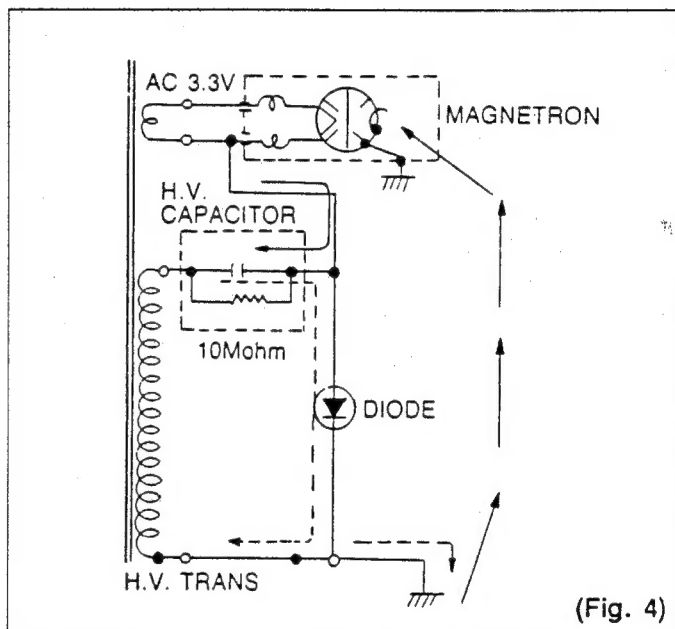 AC 3.3V
MAGNETRON
H.V.
CAPACITOR
10Mohm
DIODE
H.V. TRANS
(Fig. 4)